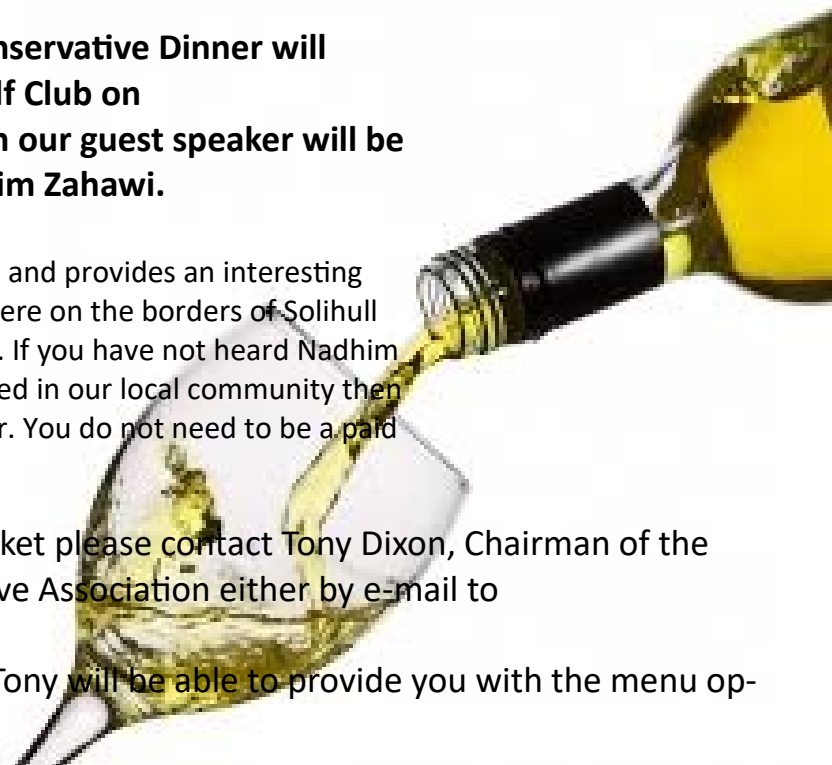 nservative Dinner will
lf Club on
n our guest speaker will be
im Zahawi.
and provides an interesting
ere on the borders of Solihull
. If you have not heard Nadhim
ed in our local community then
r. You do not need to be a paid
ket please contact Tony Dixon, Chairman of the
ve Association either by e-mail to
Tony will be able to provide you with the menu op-